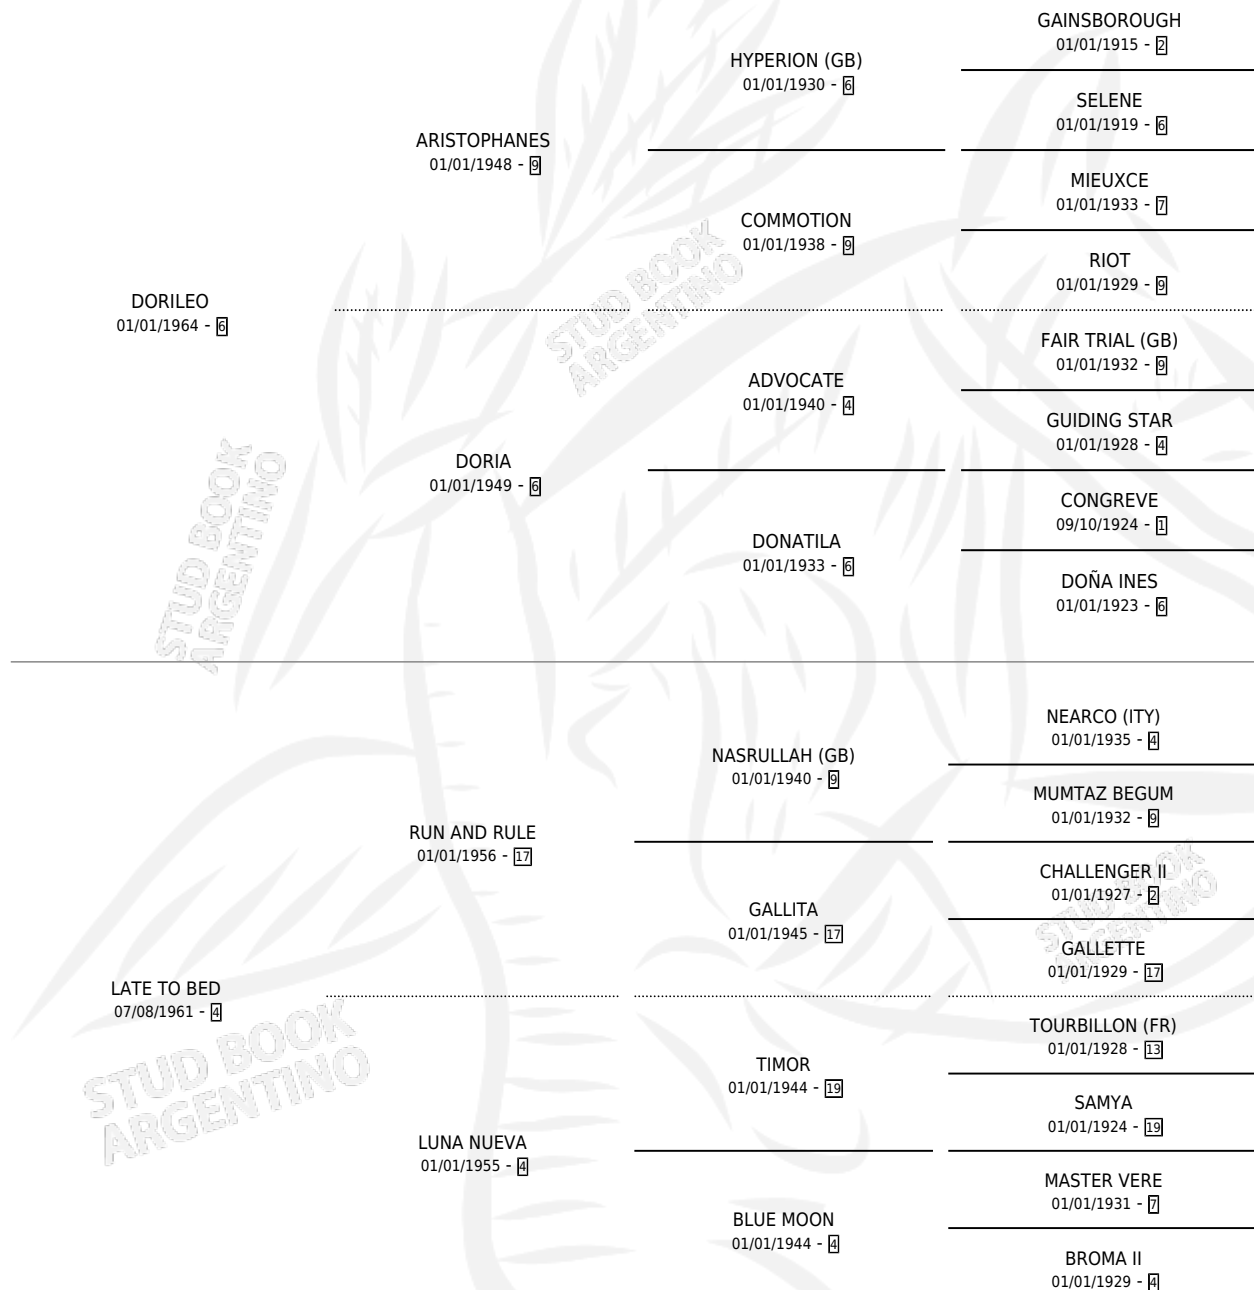 GAINSBOROUGH
01/01/1915 - 2
HYPERION (GB)
01/01/1930 - 6
SELENE
01/01/1919 - 6
ARISTOPHANES
01/01/1948 - 9
MIEUXCE
01/01/1933 - 7
COMMOTION
01/01/1938 - 9
RIOT
01/01/1929 - 9
DORILEO
01/01/1964 - 6
FAIR TRIAL (GB)
01/01/1932 - 9
ADVOCATE
01/01/1940 - 4
GUIDING STAR
01/01/1928 - 4
DORIA
01/01/1949 - 6
CONGREVE
09/10/1924 - 1
DONATILA
01/01/1933 - 6
DOÑA INES
01/01/1923 - 6
NEARCO (ITY)
01/01/1935 - 4
NASRULLAH (GB)
01/01/1940 - 9
MUMTAZ BEGUM
01/01/1932 - 9
RUN AND RULE
01/01/1956 - 17
CHALLENGER II
01/01/1927 - 2
GALLITA
01/01/1945 - 17
GALLETTE
01/01/1929 - 17
LATE TO BED
07/08/1961 - 4
TOURBILLON (FR)
01/01/1928 - 13
TIMOR
01/01/1944 - 19
SAMYA
01/01/1924 - 19
LUNA NUEVA
01/01/1955 - 4
MASTER VERE
01/01/1931 - 7
BLUE MOON
01/01/1944 - 4
BROMA II
01/01/1929 - 4
STUD BOOK
ARGENTINO
STUD BOOK
ARGENTINO
STUD BOOK
ARGENTINO
STUD BOOK
ARGENTINO